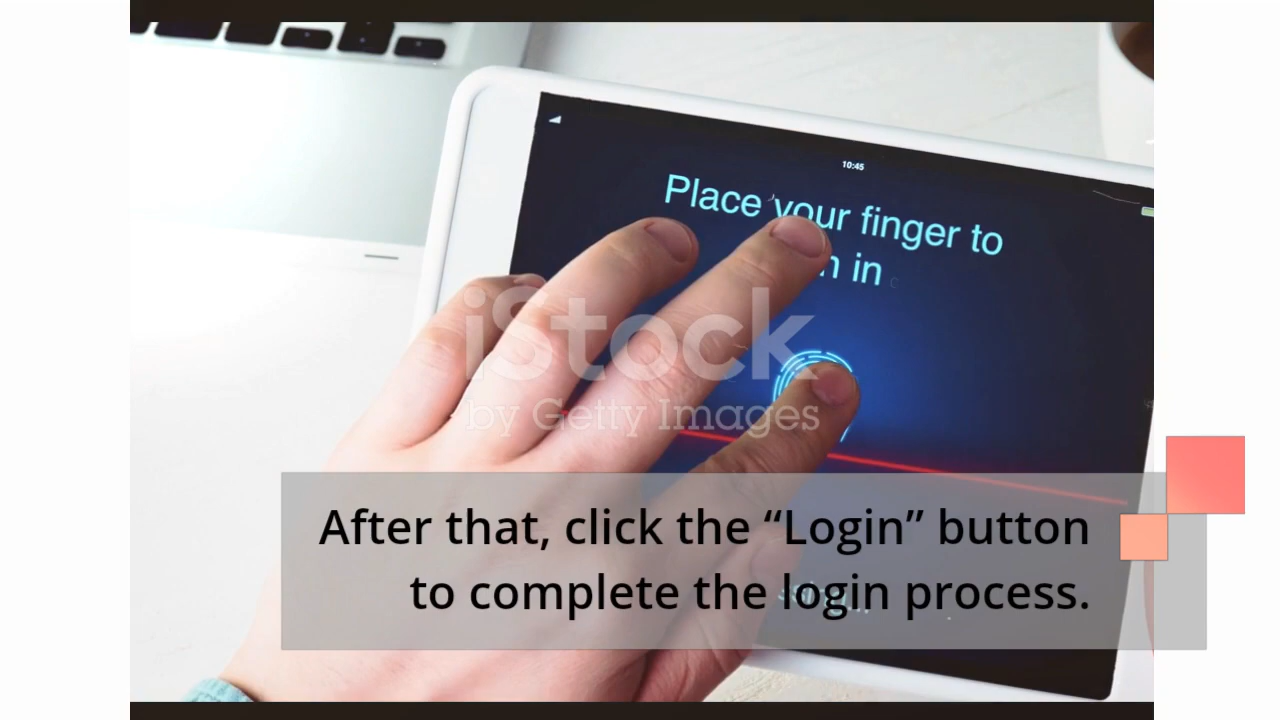 10:45
Place your finger to
in
iStock
by Getty Images
After that, click the “Login” button
to complete the login process.